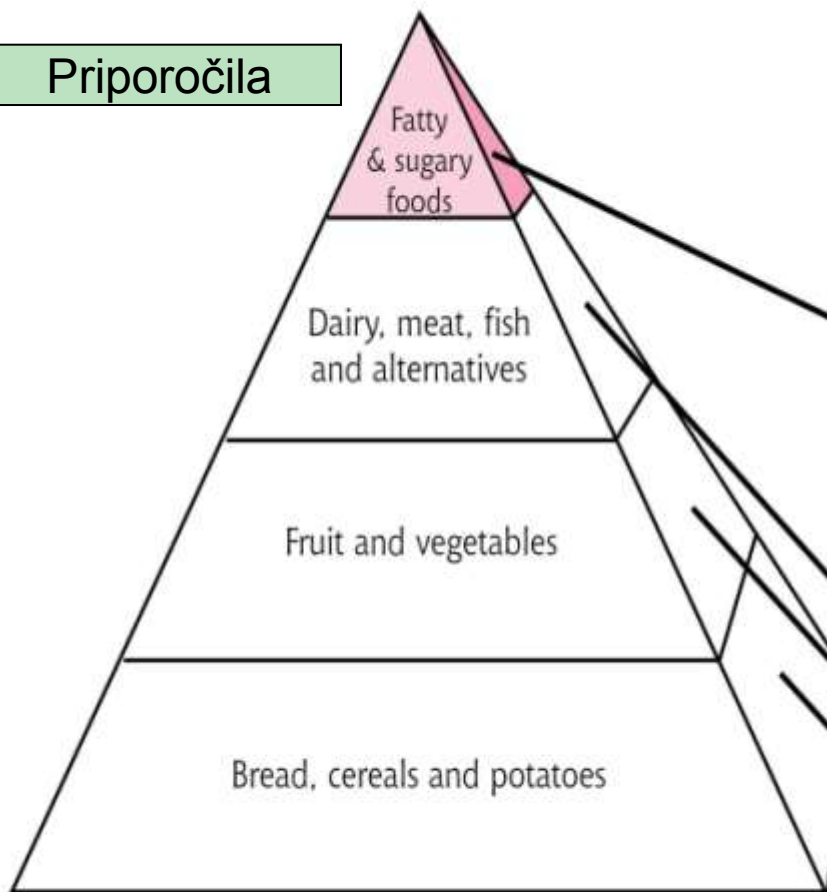 Priporočila
Fatty
& sugary
foods
Dairy, meat, fish
and alternatives
Fruit and vegetables
Bread, cereals and potatoes